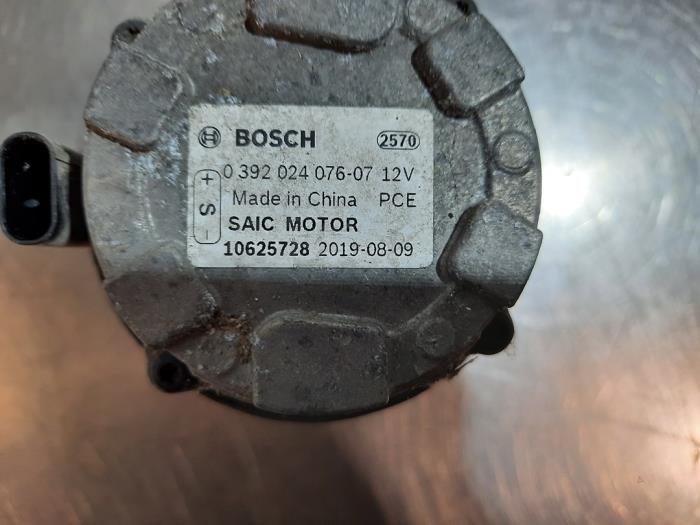 BOSCH 2570
0 392 024 076-07 12V
Made in China PCE
SAIC MOTOR
10625728 2019-08-09
+ S -